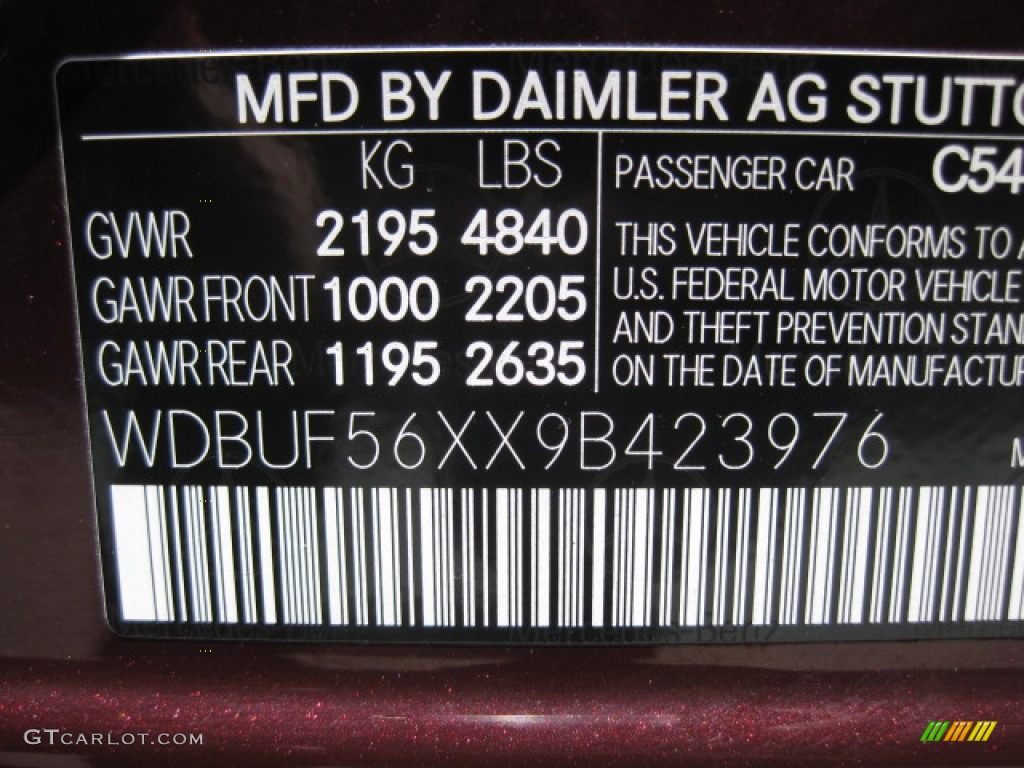 MFD BY DAIMLER AG STUTTG
KG LBS
GVWR 2195 4840
GAWR FRONT 1000 2205
GAWR REAR 1195 2635
PASSENGER CAR C54
THIS VEHICLE CONFORMS TO A
U.S. FEDERAL MOTOR VEHICLE
AND THEFT PREVENTION STAN
ON THE DATE OF MANUFACTUR
WDBUF56XX9B423976 M
Mercedes-Benz
GTCARLOT.COM